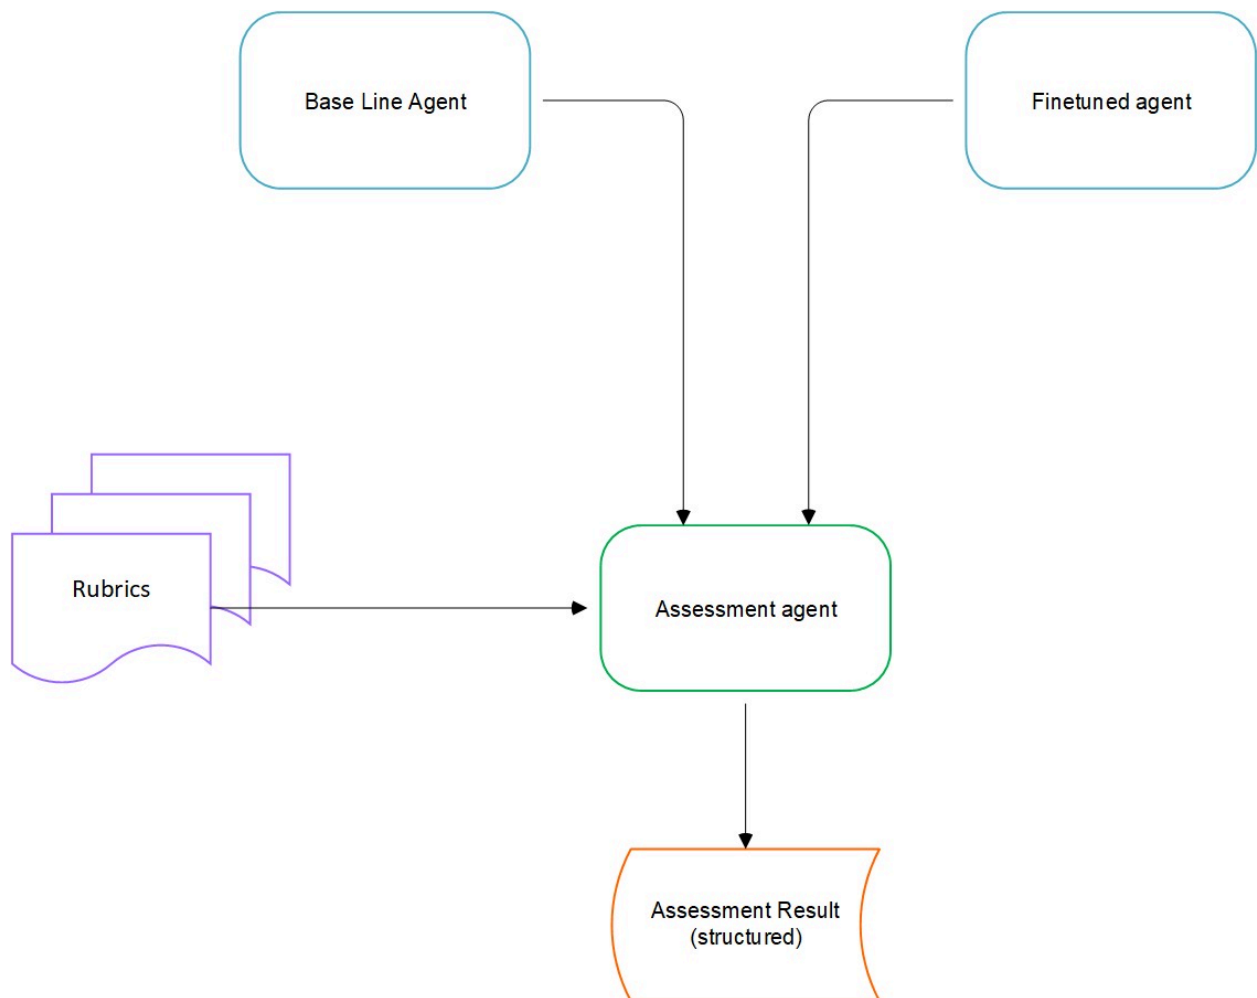 Base Line Agent
Finetuned agent
Rubrics
Assessment agent
Assessment Result
(structured)